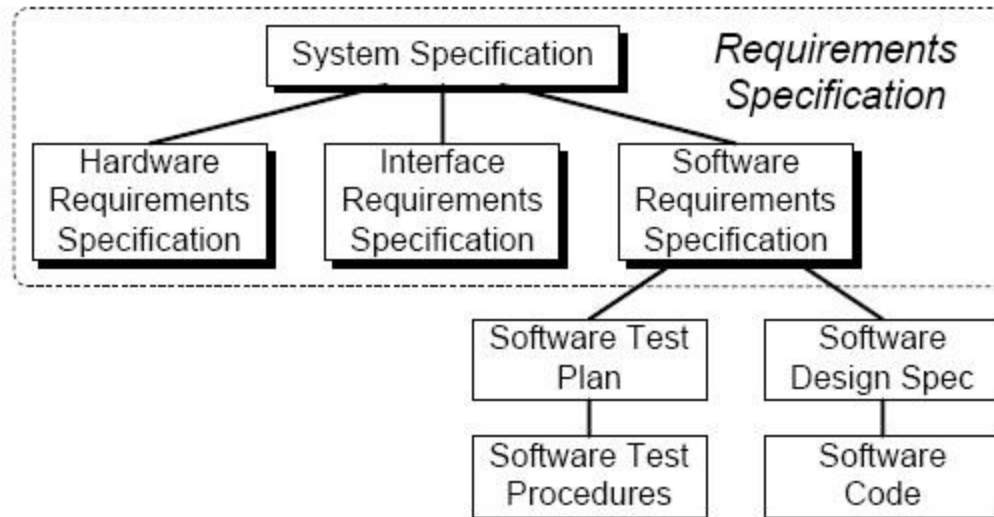 System Specification
Requirements
Specification
Hardware
Requirements
Specification
Interface
Requirements
Specification
Software
Requirements
Specification
Software Test
Plan
Software
Design Spec
Software Test
Procedures
Software
Code